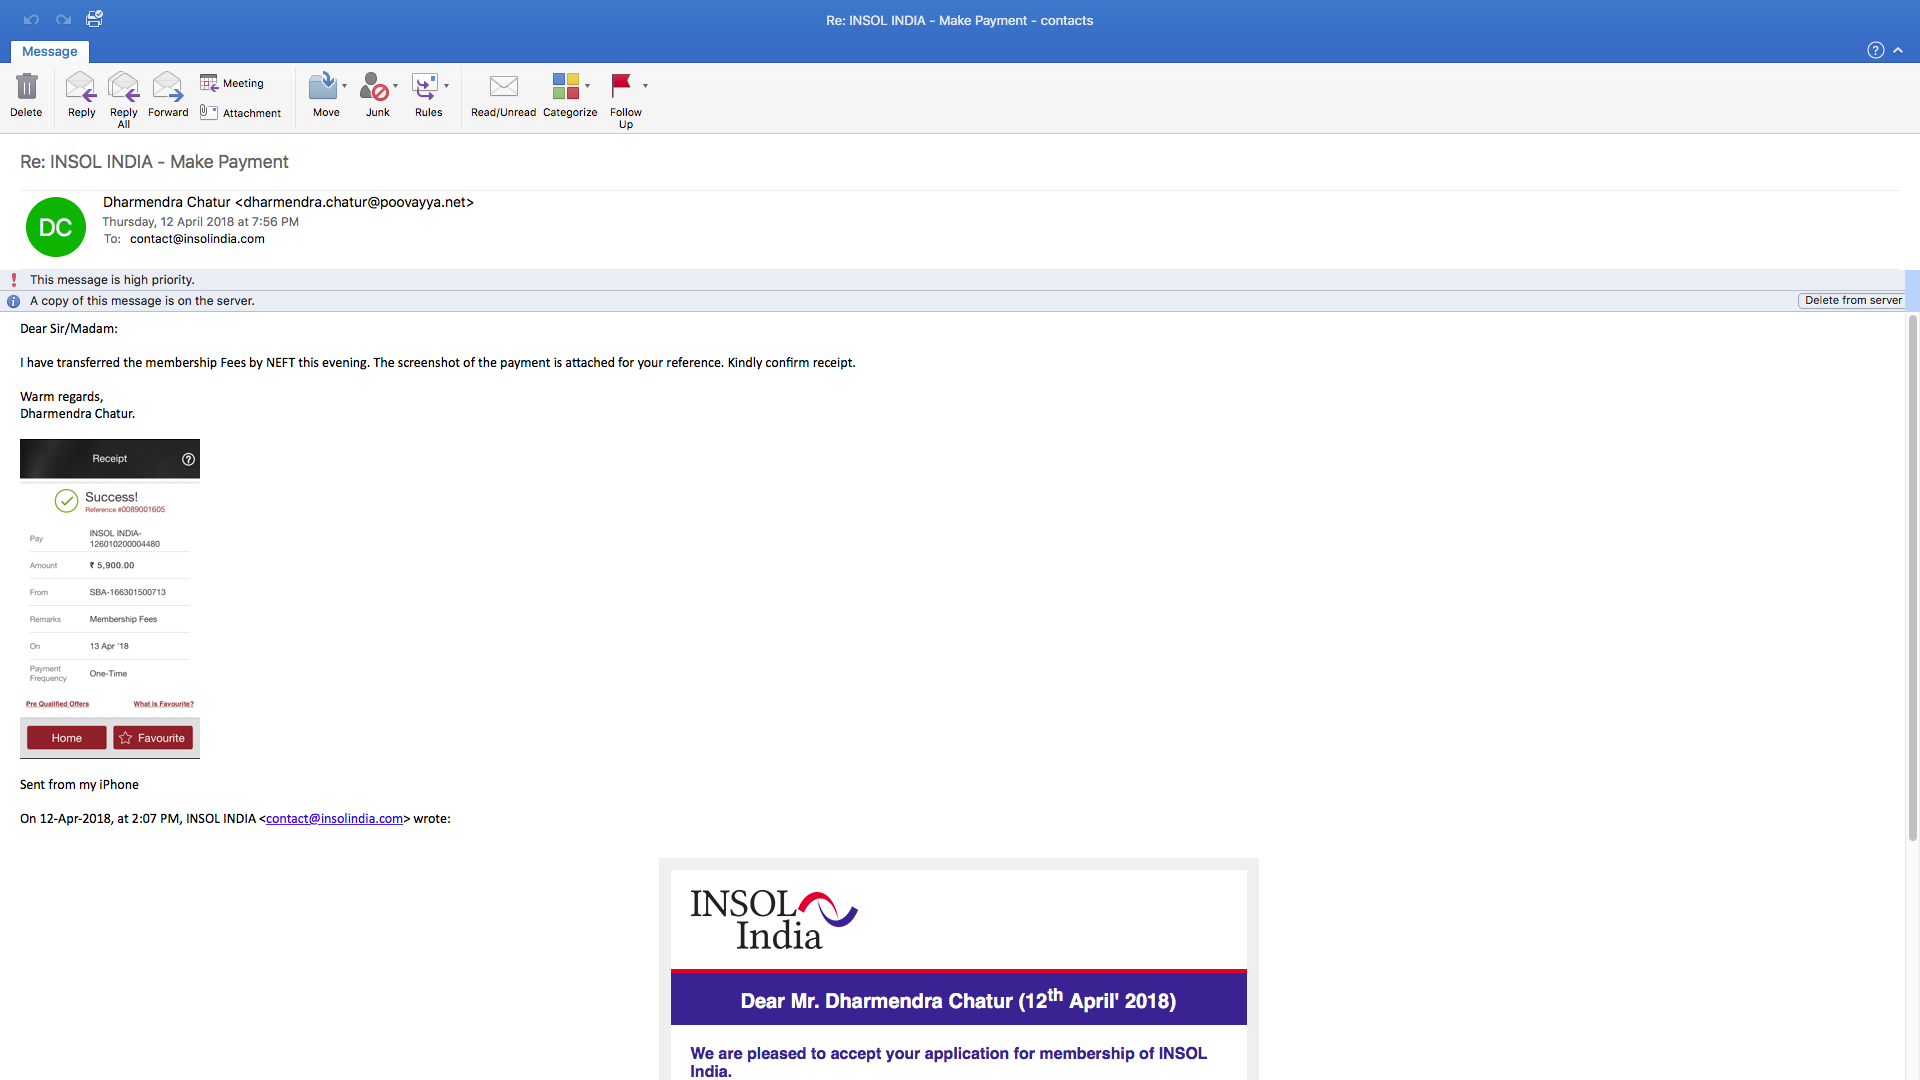 Re: INSOL INDIA - Make Payment - contacts
Message
Delete
Reply
Reply All
Forward
Meeting
Attachment
Move
Junk
Rules
Read/Unread
Categorize
Follow Up
Re: INSOL INDIA - Make Payment
DC
Dharmendra Chatur <dharmendra.chatur@poovayya.net>
Thursday, 12 April 2018 at 7:56 PM
To: contact@insolindia.com
This message is high priority.
A copy of this message is on the server.
Delete from server
Dear Sir/Madam:
I have transferred the membership Fees by NEFT this evening. The screenshot of the payment is attached for your reference. Kindly confirm receipt.
Warm regards,
Dharmendra Chatur.
Receipt
Success!
Reference #0089001605
Pay INSOL INDIA-
126010200004480
Amount ₹ 5,900.00
From SBA-166301500713
Remarks Membership Fees
On 13 Apr '18
Payment Frequency One-Time
Pre Qualified Offers What is Favourite?
Home Favourite
Sent from my iPhone
On 12-Apr-2018, at 2:07 PM, INSOL INDIA <contact@insolindia.com> wrote:
INSOL
India
Dear Mr. Dharmendra Chatur (12th April' 2018)
We are pleased to accept your application for membership of INSOL
India.